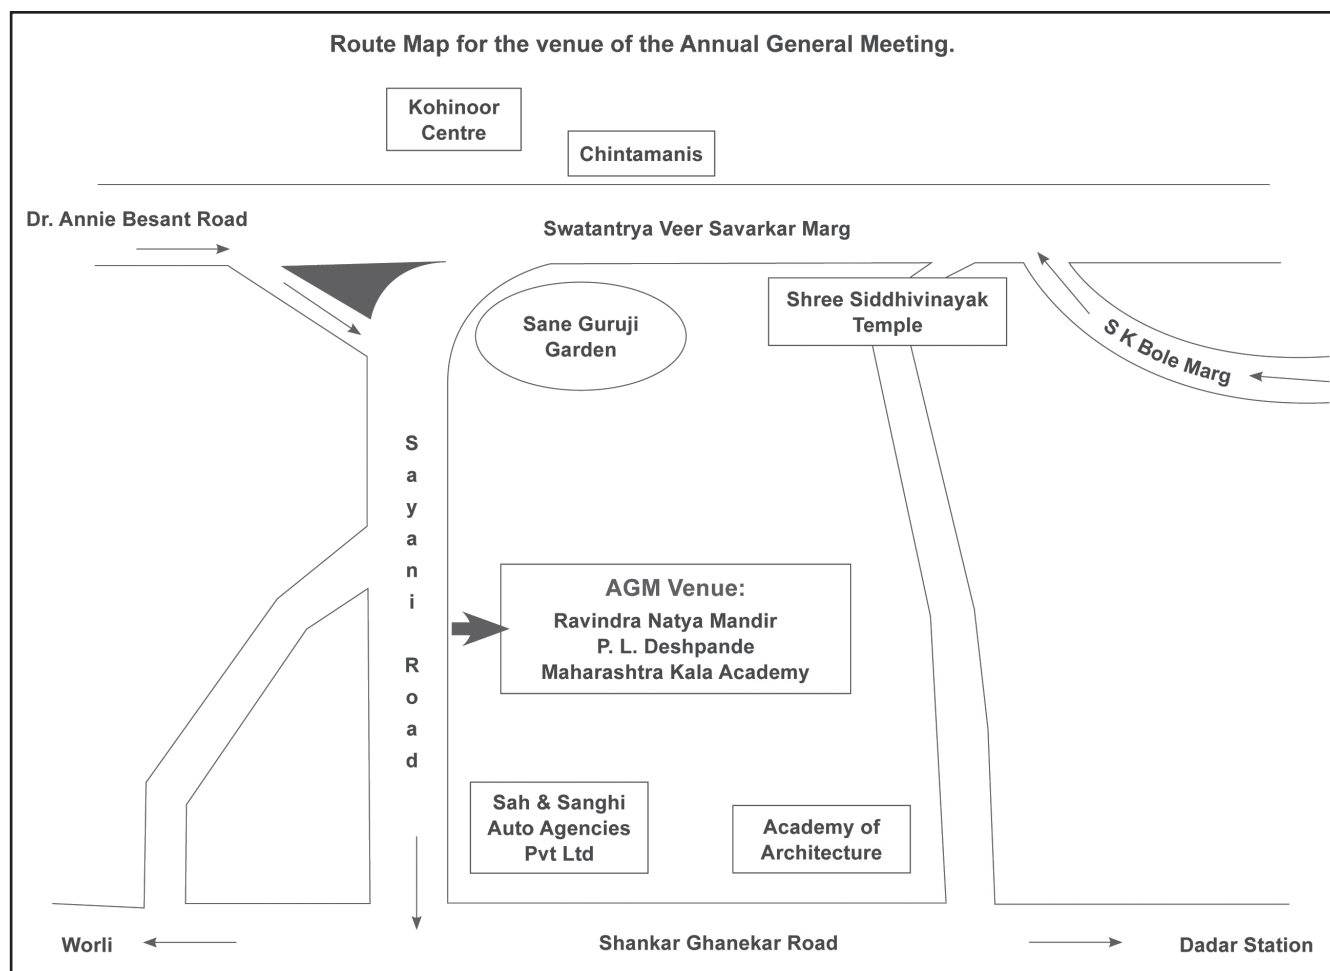 Route Map for the venue of the Annual General Meeting.
Kohinoor
Centre
Chintamanis
Dr. Annie Besant Road
Swatantrya Veer Savarkar Marg
Sane Guruji
Garden
Shree Siddhivinayak
Temple
S K Bole Marg
Sayani Road
AGM Venue:
Ravindra Natya Mandir
P. L. Deshpande
Maharashtra Kala Academy
Sah & Sanghi
Auto Agencies
Pvt Ltd
Academy of
Architecture
Worli
Shankar Ghanekar Road
Dadar Station